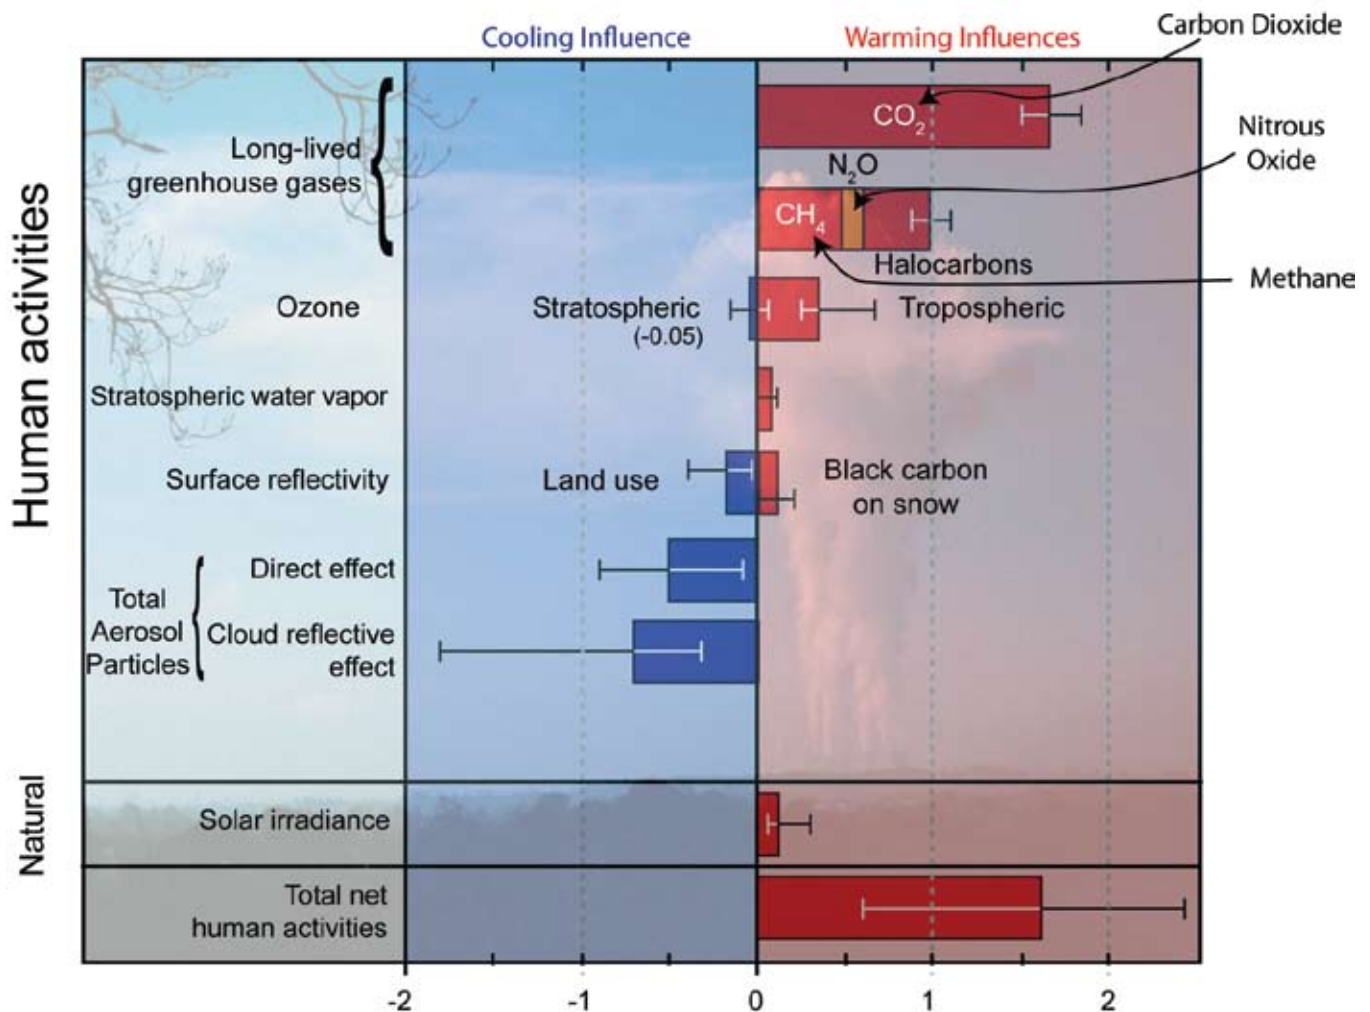 Cooling Influence
Warming Influences
Carbon Dioxide
CO2
Nitrous
Oxide
N2O
Long-lived
greenhouse gases
CH4
Halocarbons
Methane
Human activities
Ozone
Stratospheric
(-0.05)
Tropospheric
Stratospheric water vapor
Surface reflectivity
Land use
Black carbon
on snow
Direct effect
Total
Aerosol
Particles
Cloud reflective
effect
Natural
Solar irradiance
Total net
human activities
-2
-1
0
1
2